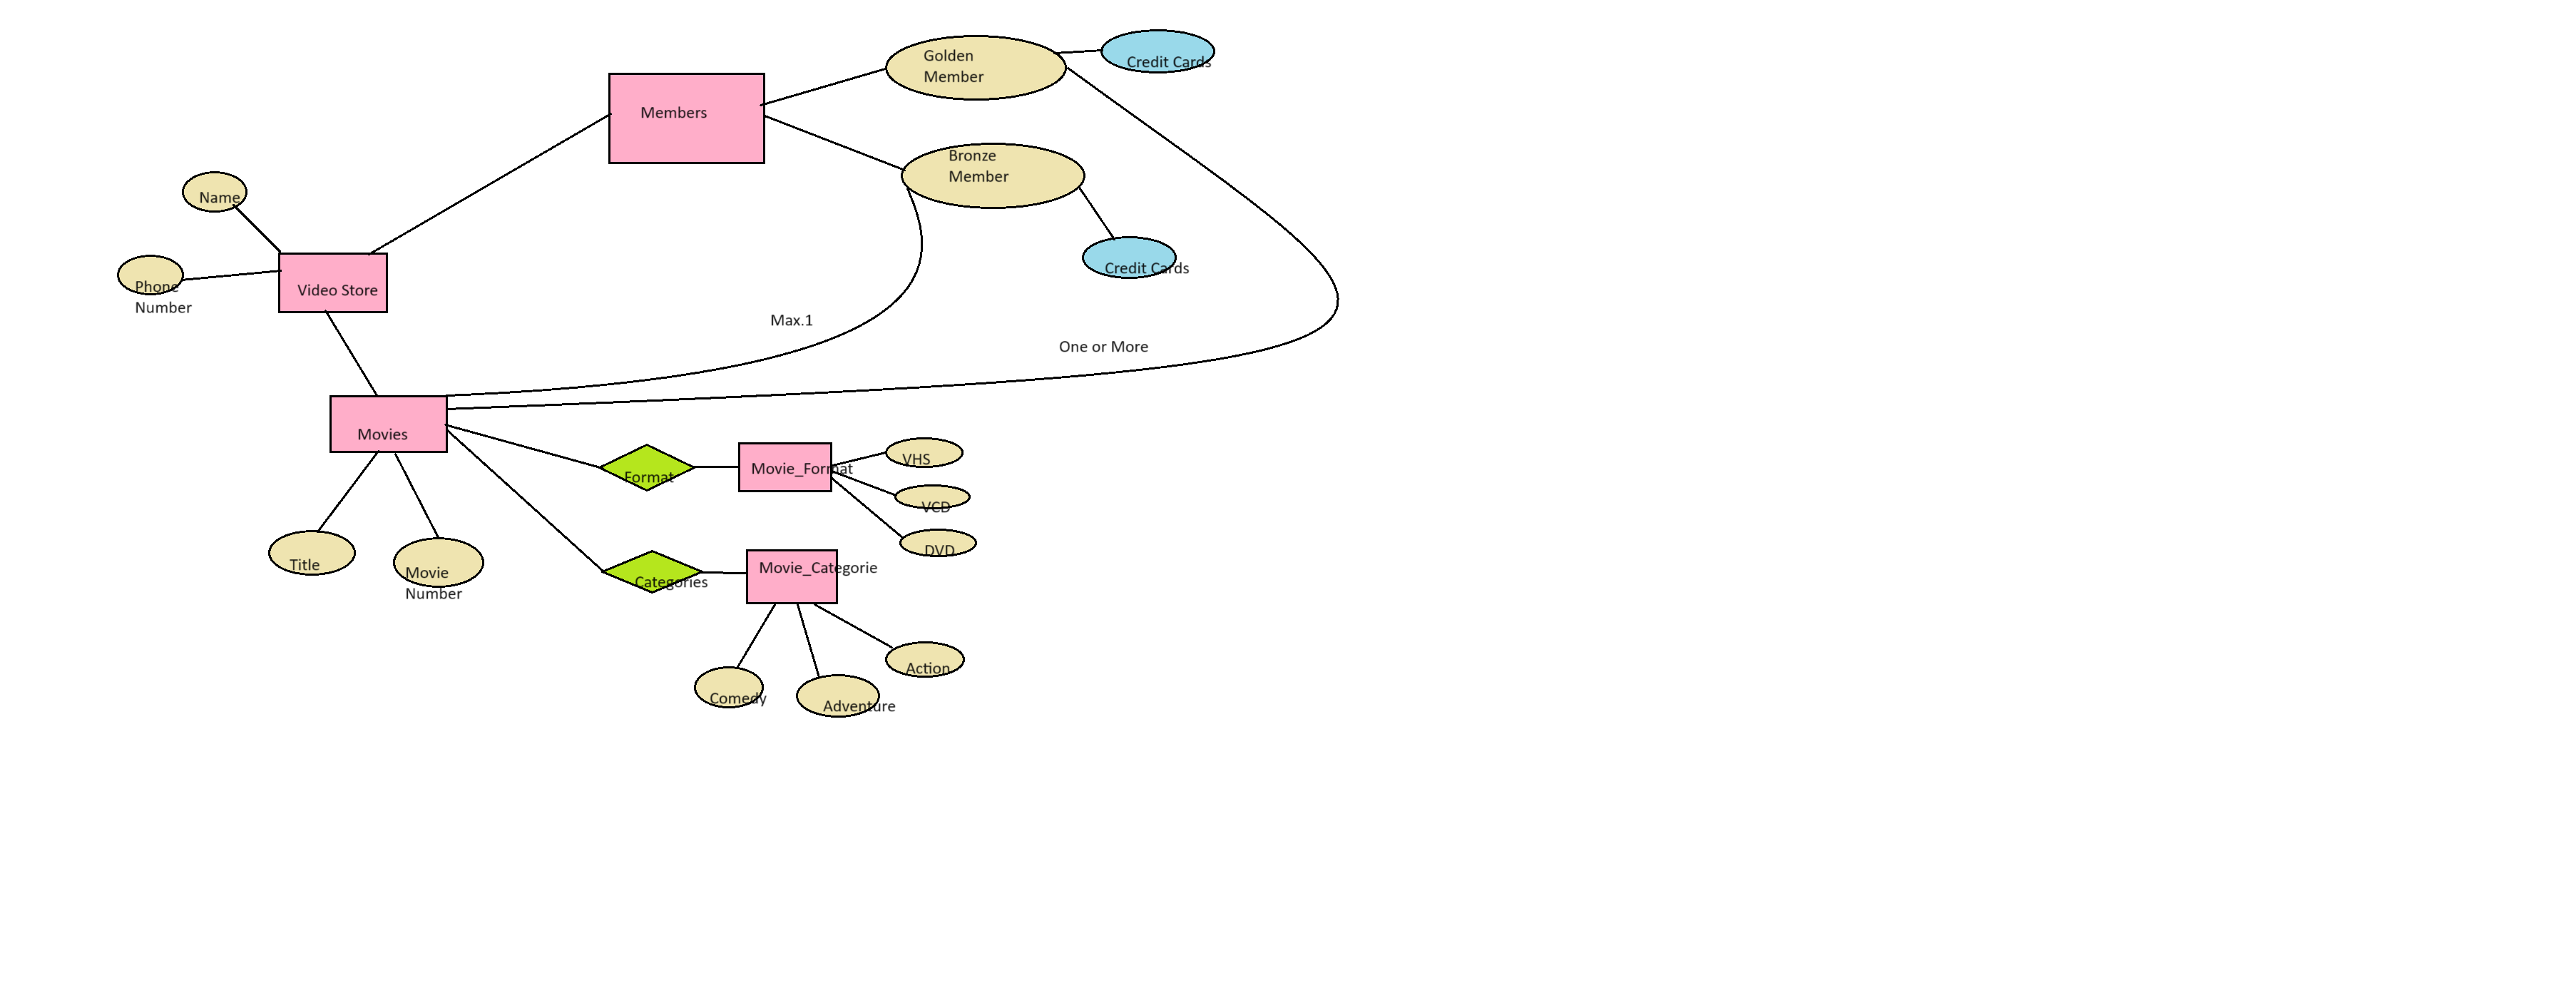 Golden
Member
Credit Cards
Members
Bronze
Member
Name
Credit Cards
Phone
Number
Video Store
Max.1
One or More
Movies
Format
Movie_Format
VHS
VCD
DVD
Title
Movie
Number
Categories
Movie_Categorie
Action
Comedy
Adventure